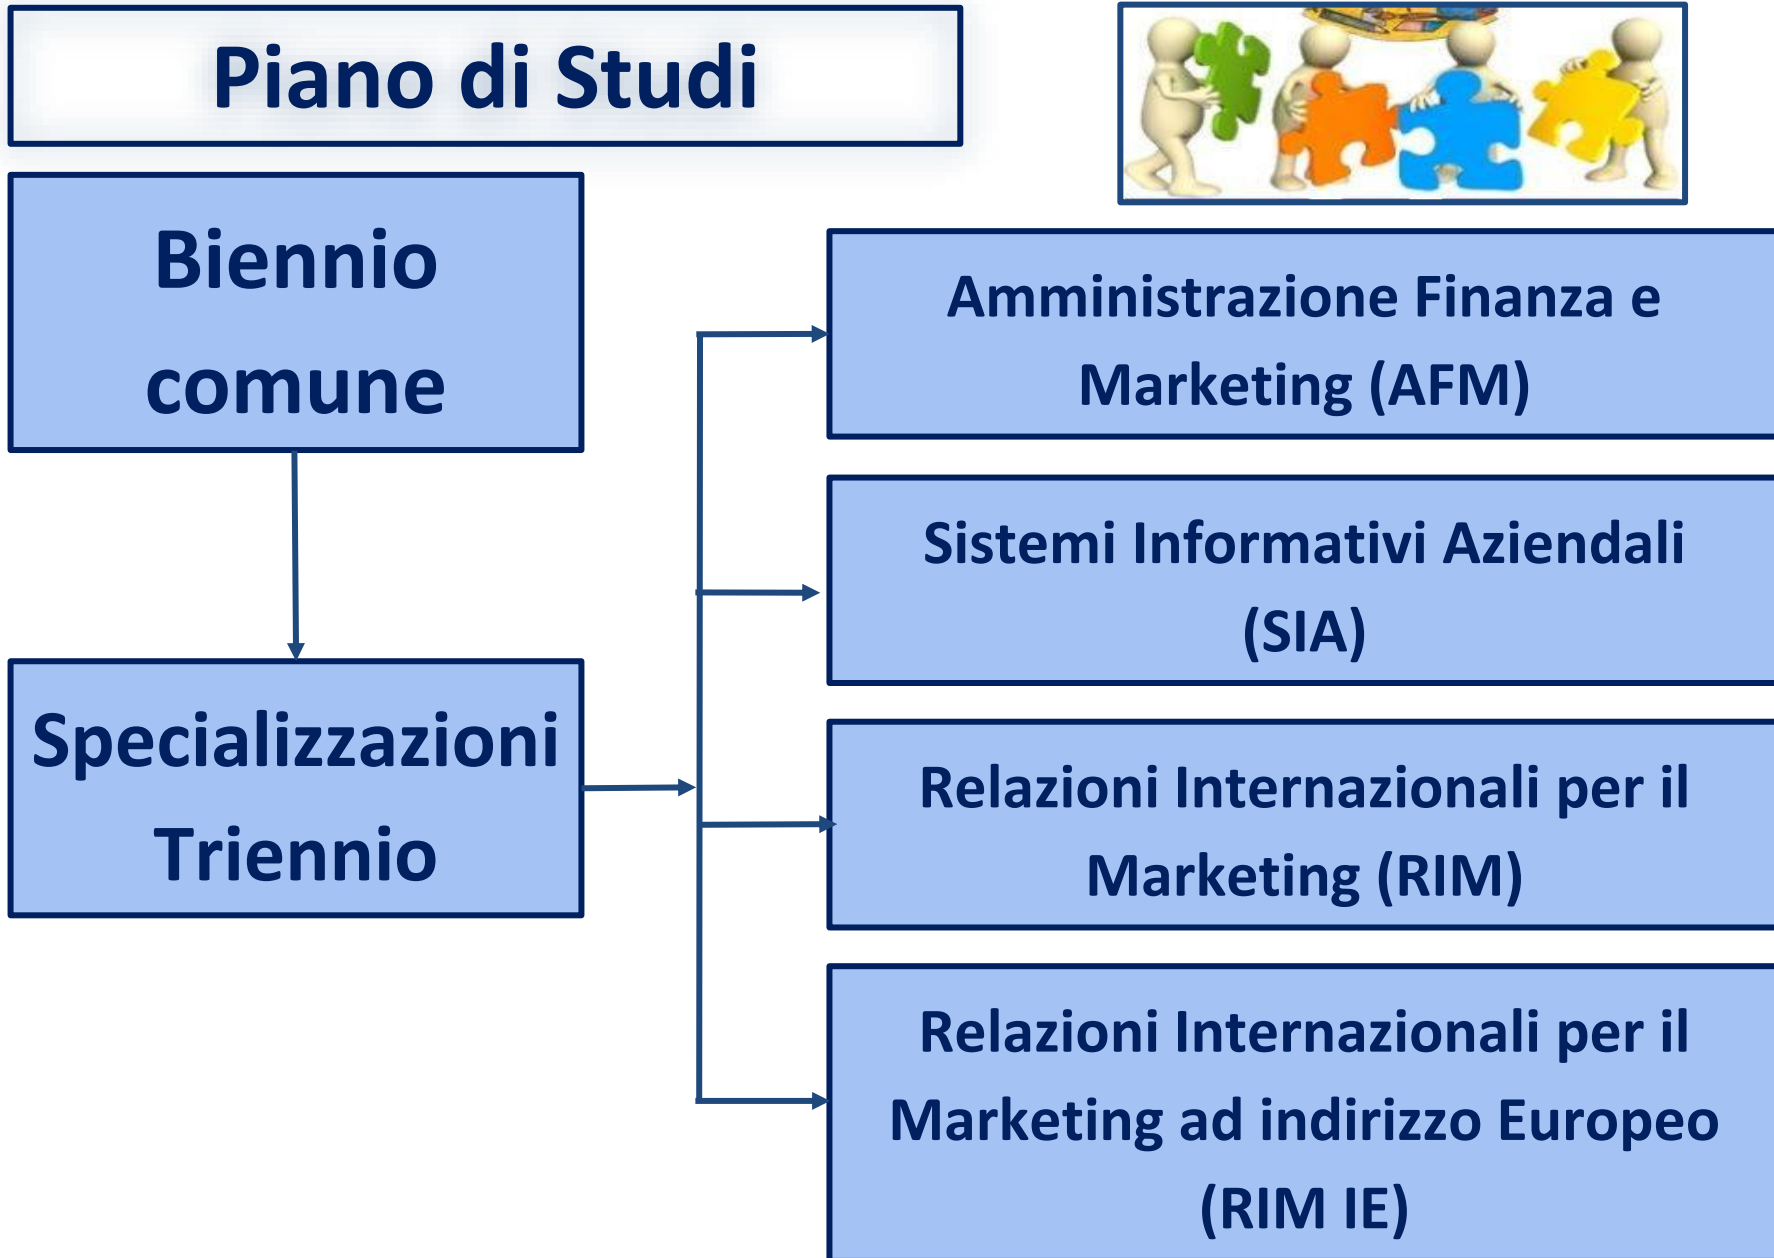 Piano di Studi
Biennio
comune
Specializzazioni
Triennio
Amministrazione Finanza e
Marketing (AFM)
Sistemi Informativi Aziendali
(SIA)
Relazioni Internazionali per il
Marketing (RIM)
Relazioni Internazionali per il
Marketing ad indirizzo Europeo
(RIM IE)